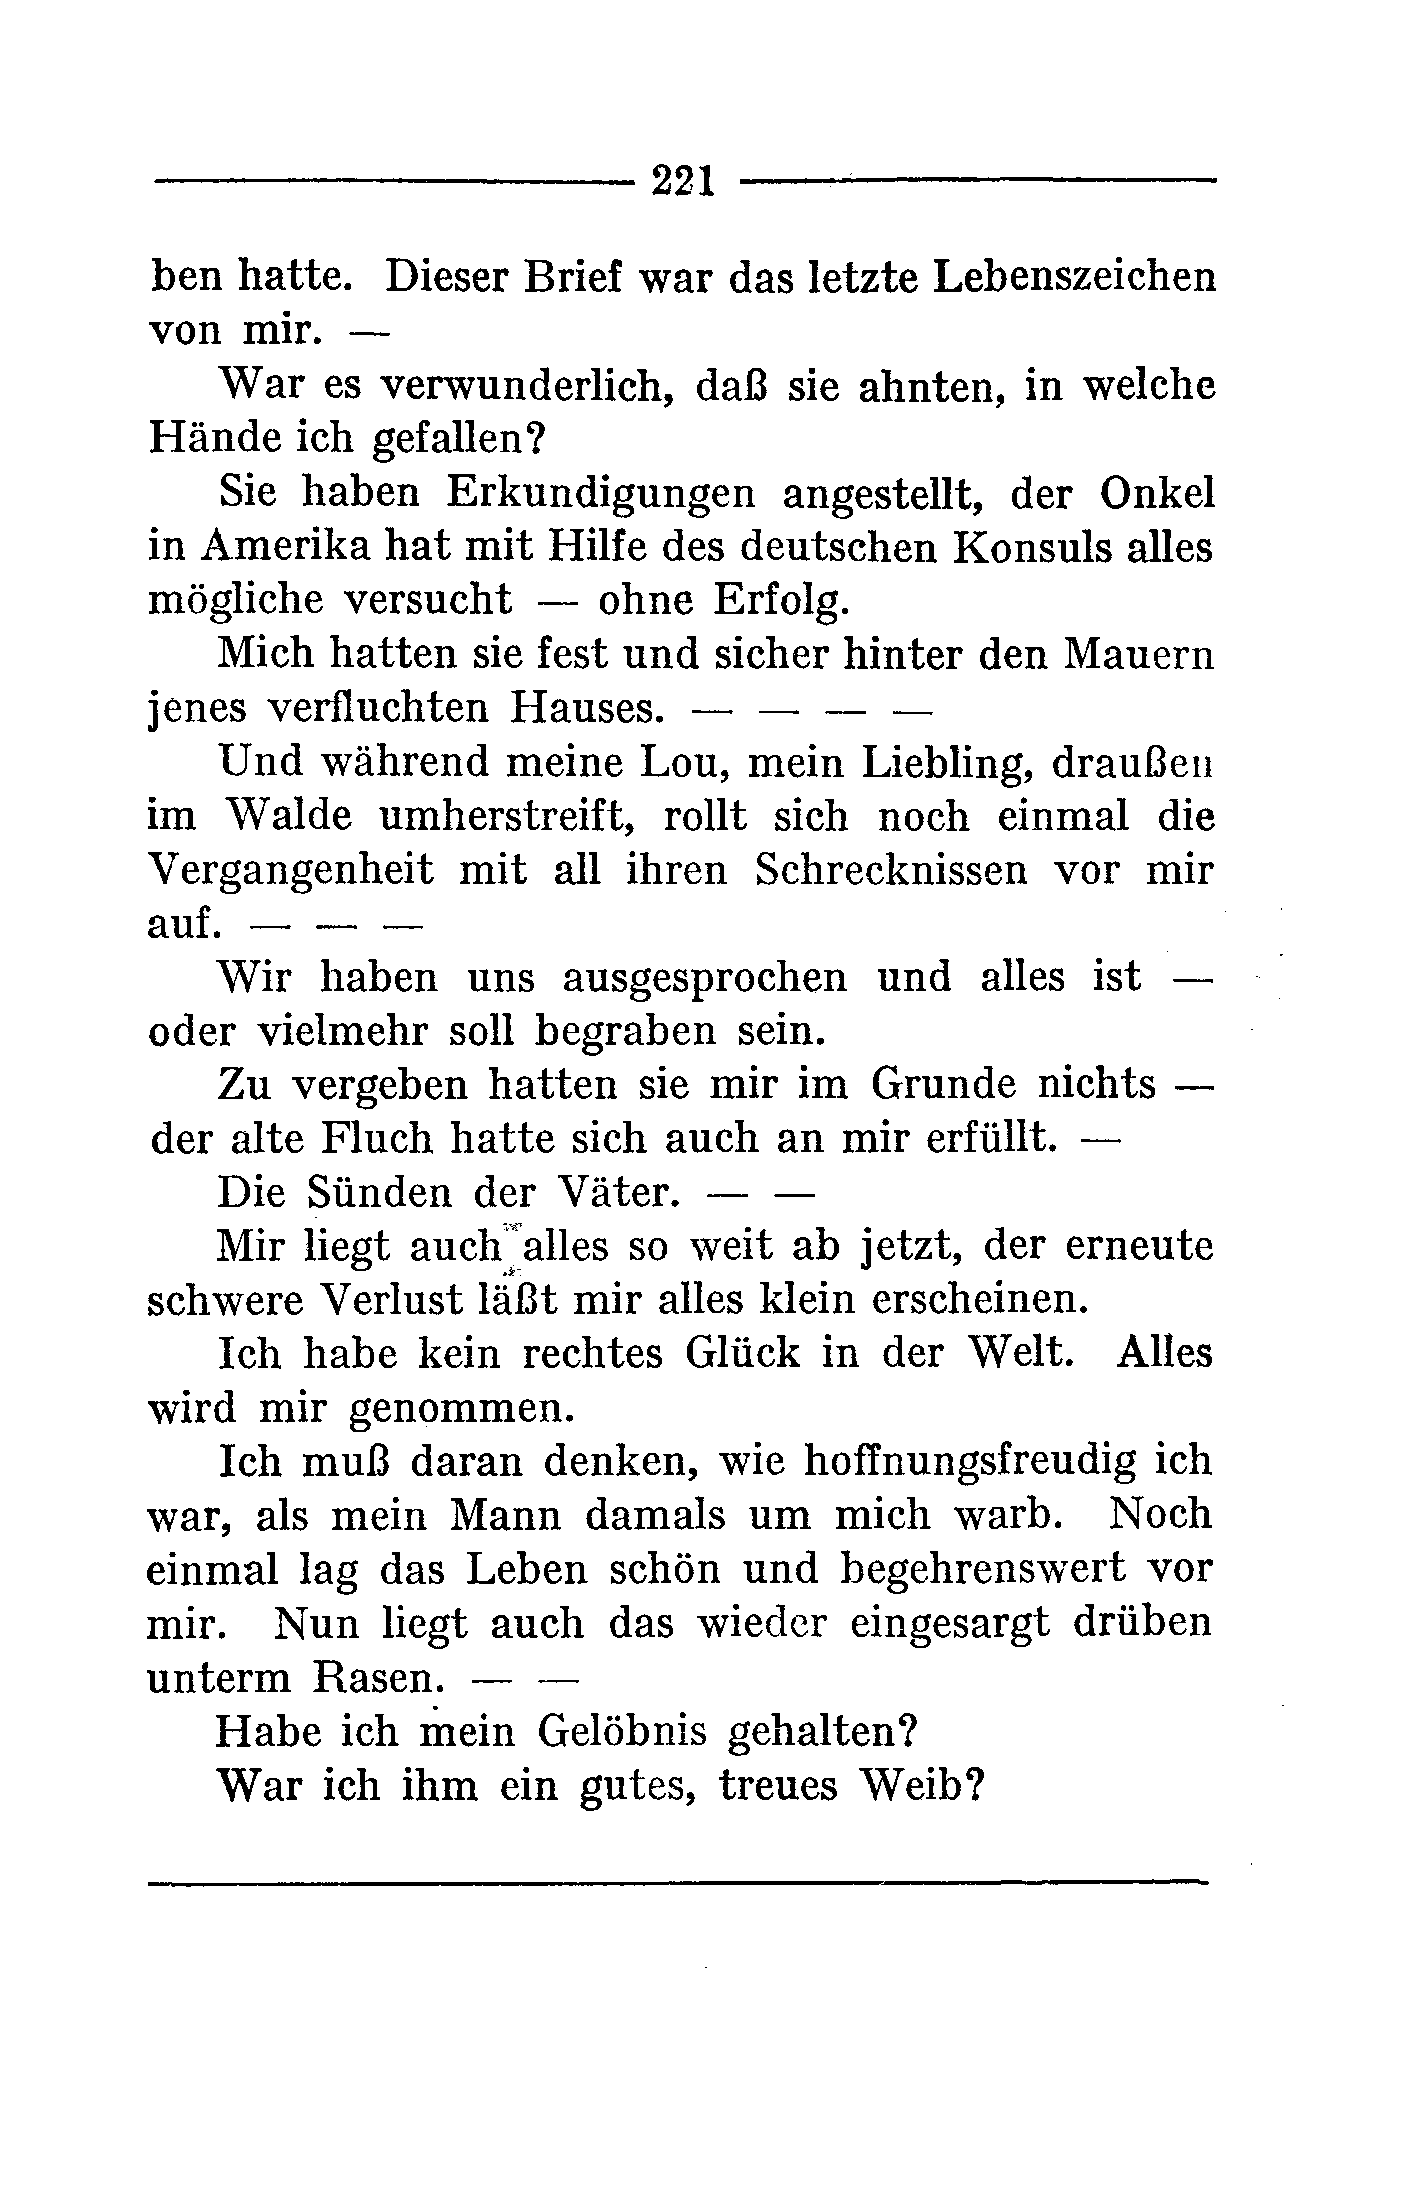 221
ben hatte. Dieser Brief war das letzte Lebenszeichen
von mir. —
War es verwunderlich, daß sie ahnten, in welche
Hände ich gefallen?
Sie haben Erkundigungen angestellt, der Onkel
in Amerika hat mit Hilfe des deutschen Konsuls alles
mögliche versucht — ohne Erfolg.
Mich hatten sie fest und sicher hinter den Mauern
jenes verfluchten Hauses. — — — —
Und während meine Lou, mein Liebling, draußen
im Walde umherstreift, rollt sich noch einmal die
Vergangenheit mit all ihren Schrecknissen vor mir
auf. — — —
Wir haben uns ausgesprochen und alles ist —
oder vielmehr soll begraben sein.
Zu vergeben hatten sie mir im Grunde nichts —
der alte Fluch hatte sich auch an mir erfüllt. —
Die Sünden der Väter. — —
Mir liegt auch alles so weit ab jetzt, der erneute
schwere Verlust läßt mir alles klein erscheinen.
Ich habe kein rechtes Glück in der Welt. Alles
wird mir genommen.
Ich muß daran denken, wie hoffnungsfreudig ich
war, als mein Mann damals um mich warb. Noch
einmal lag das Leben schön und begehrenswert vor
mir. Nun liegt auch das wieder eingesargt drüben
unterm Rasen. — —
Habe ich mein Gelöbnis gehalten?
War ich ihm ein gutes, treues Weib?